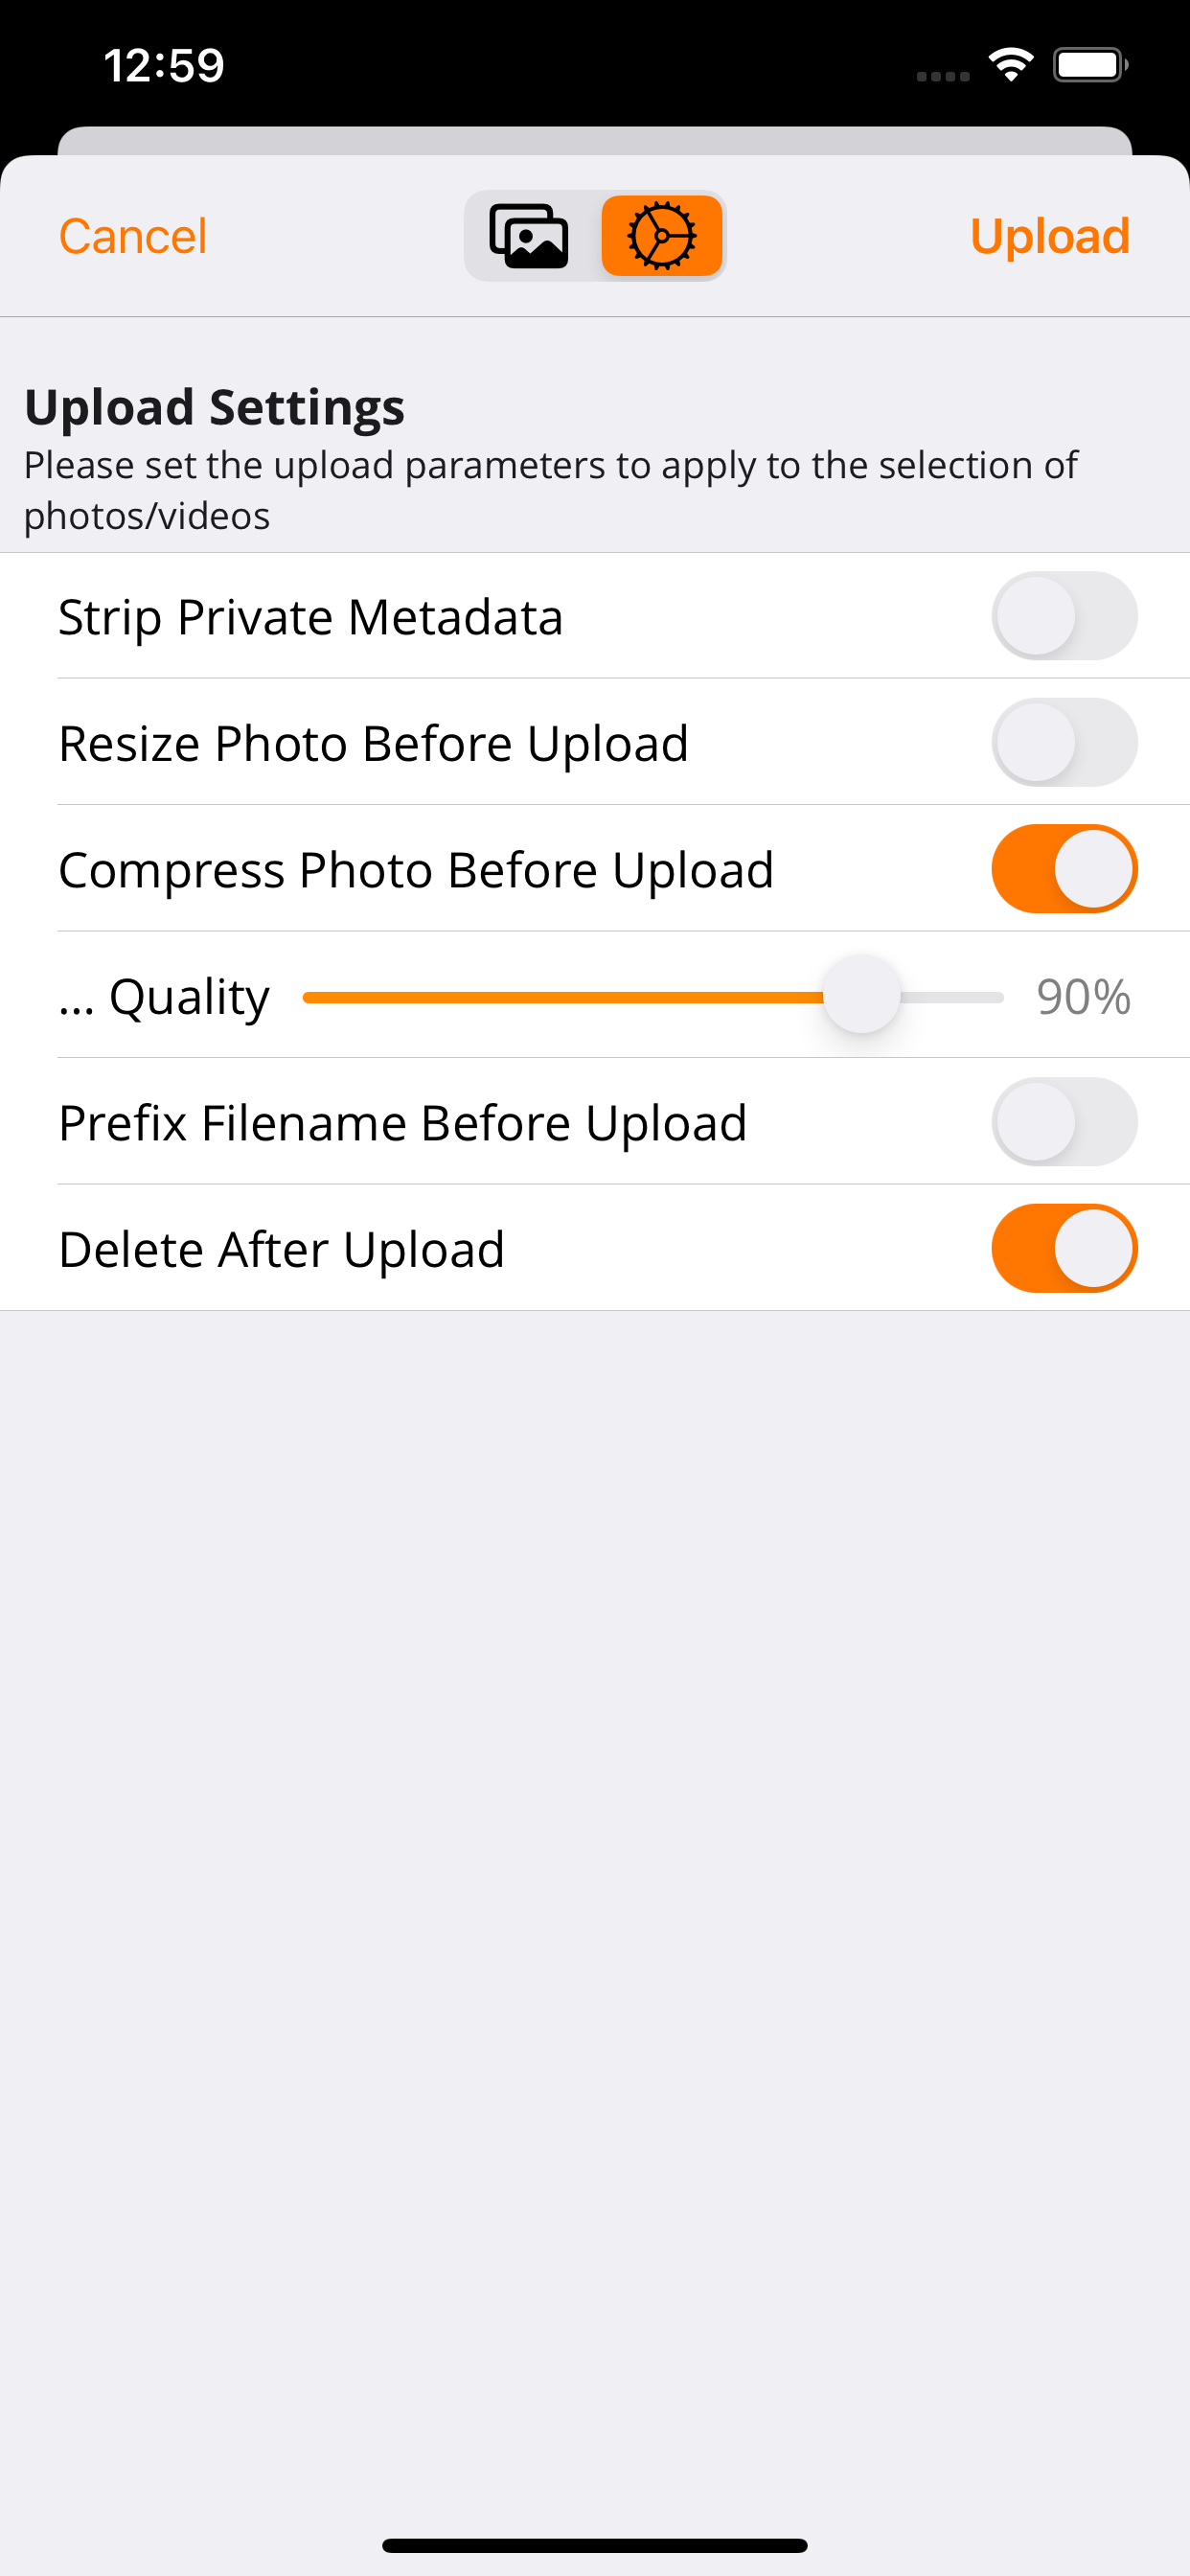 12:59
Cancel
Upload
Upload Settings
Please set the upload parameters to apply to the selection of
photos/videos
Strip Private Metadata
Resize Photo Before Upload
Compress Photo Before Upload
... Quality
90%
Prefix Filename Before Upload
Delete After Upload